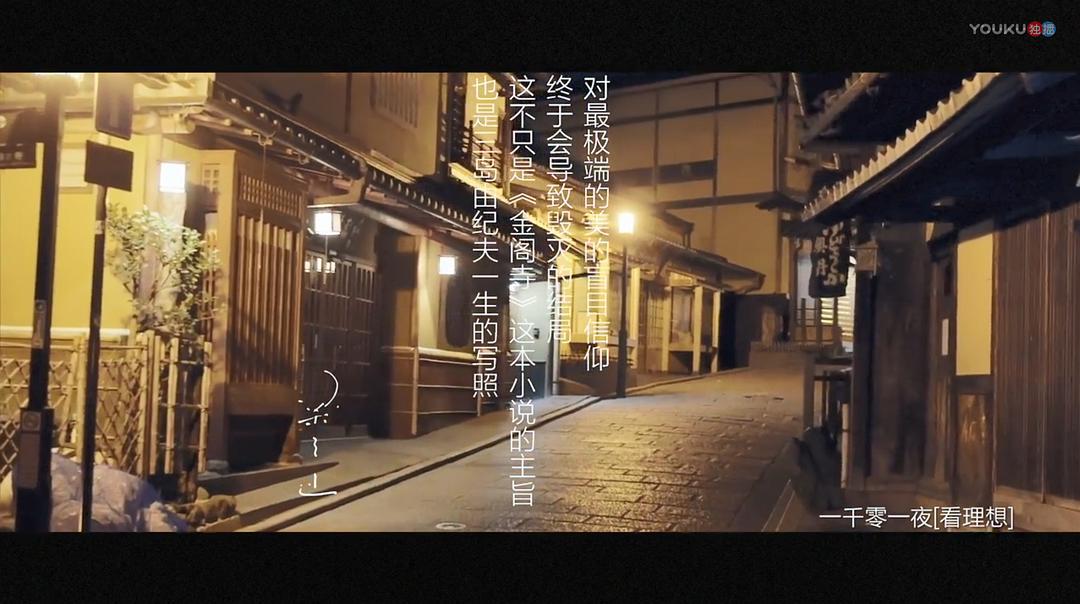 YOUKU 独播
对最极端的美的盲目信仰
终于会导致毁灭的结局
这不只是《金阁寺》这本小说的主旨
也是三岛由纪夫一生的写照
一千零一夜[看理想]